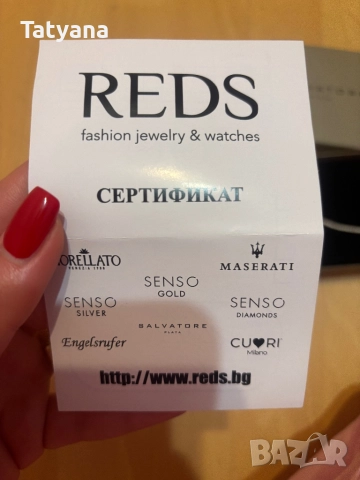 Tatyana
REDS
fashion jewelry & watches
СЕРТИФИКАТ
MORELLATO
MASERATI
SENSO
GOLD
SENSO
SILVER
SENSO
DIAMONDS
SALVATORE
PLATA
Engelsrufer
CUORI
Milano
http://www.reds.bg
BAZAR